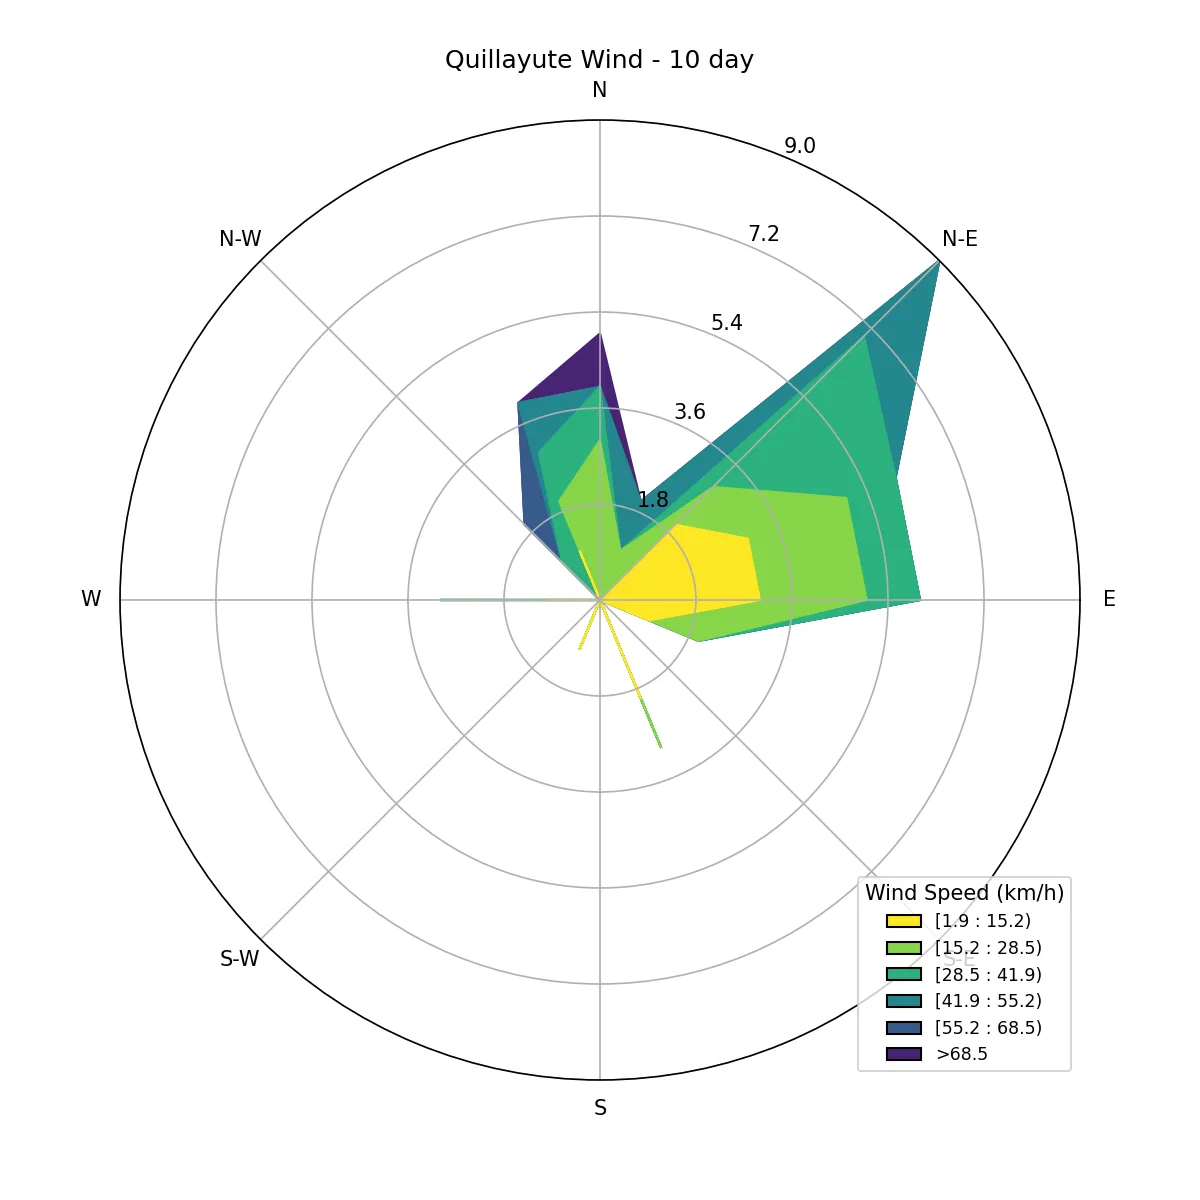 Quillayute Wind - 10 day
N
9.0
N-W
7.2
N-E
5.4
3.6
1.8
W
E
Wind Speed (km/h)
[1.9 : 15.2)
[15.2 : 28.5)
S-W
S-E
[28.5 : 41.9)
[41.9 : 55.2)
[55.2 : 68.5)
>68.5
S